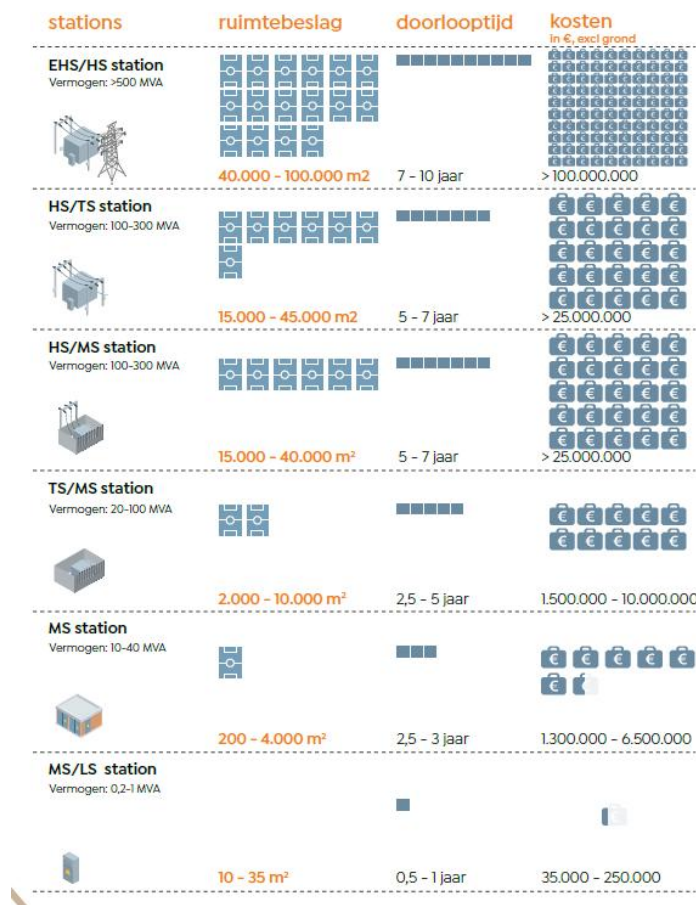 stations ruimtebeslag doorlooptijd kosten
in €, excl grond
EHS/HS station
Vermogen: >500 MVA
40.000 - 100.000 m2 7 - 10 jaar > 100.000.000
HS/TS station
Vermogen: 100-300 MVA
15.000 - 45.000 m2 5 - 7 jaar > 25.000.000
HS/MS station
Vermogen: 100-300 MVA
15.000 - 40.000 m² 5 - 7 jaar > 25.000.000
TS/MS station
Vermogen: 20-100 MVA
2.000 - 10.000 m² 2,5 - 5 jaar 1.500.000 - 10.000.000
MS station
Vermogen: 10-40 MVA
200 - 4.000 m² 2,5 - 3 jaar 1.300.000 - 6.500.000
MS/LS station
Vermogen: 0,2-1 MVA
10 - 35 m² 0,5 - 1 jaar 35.000 - 250.000